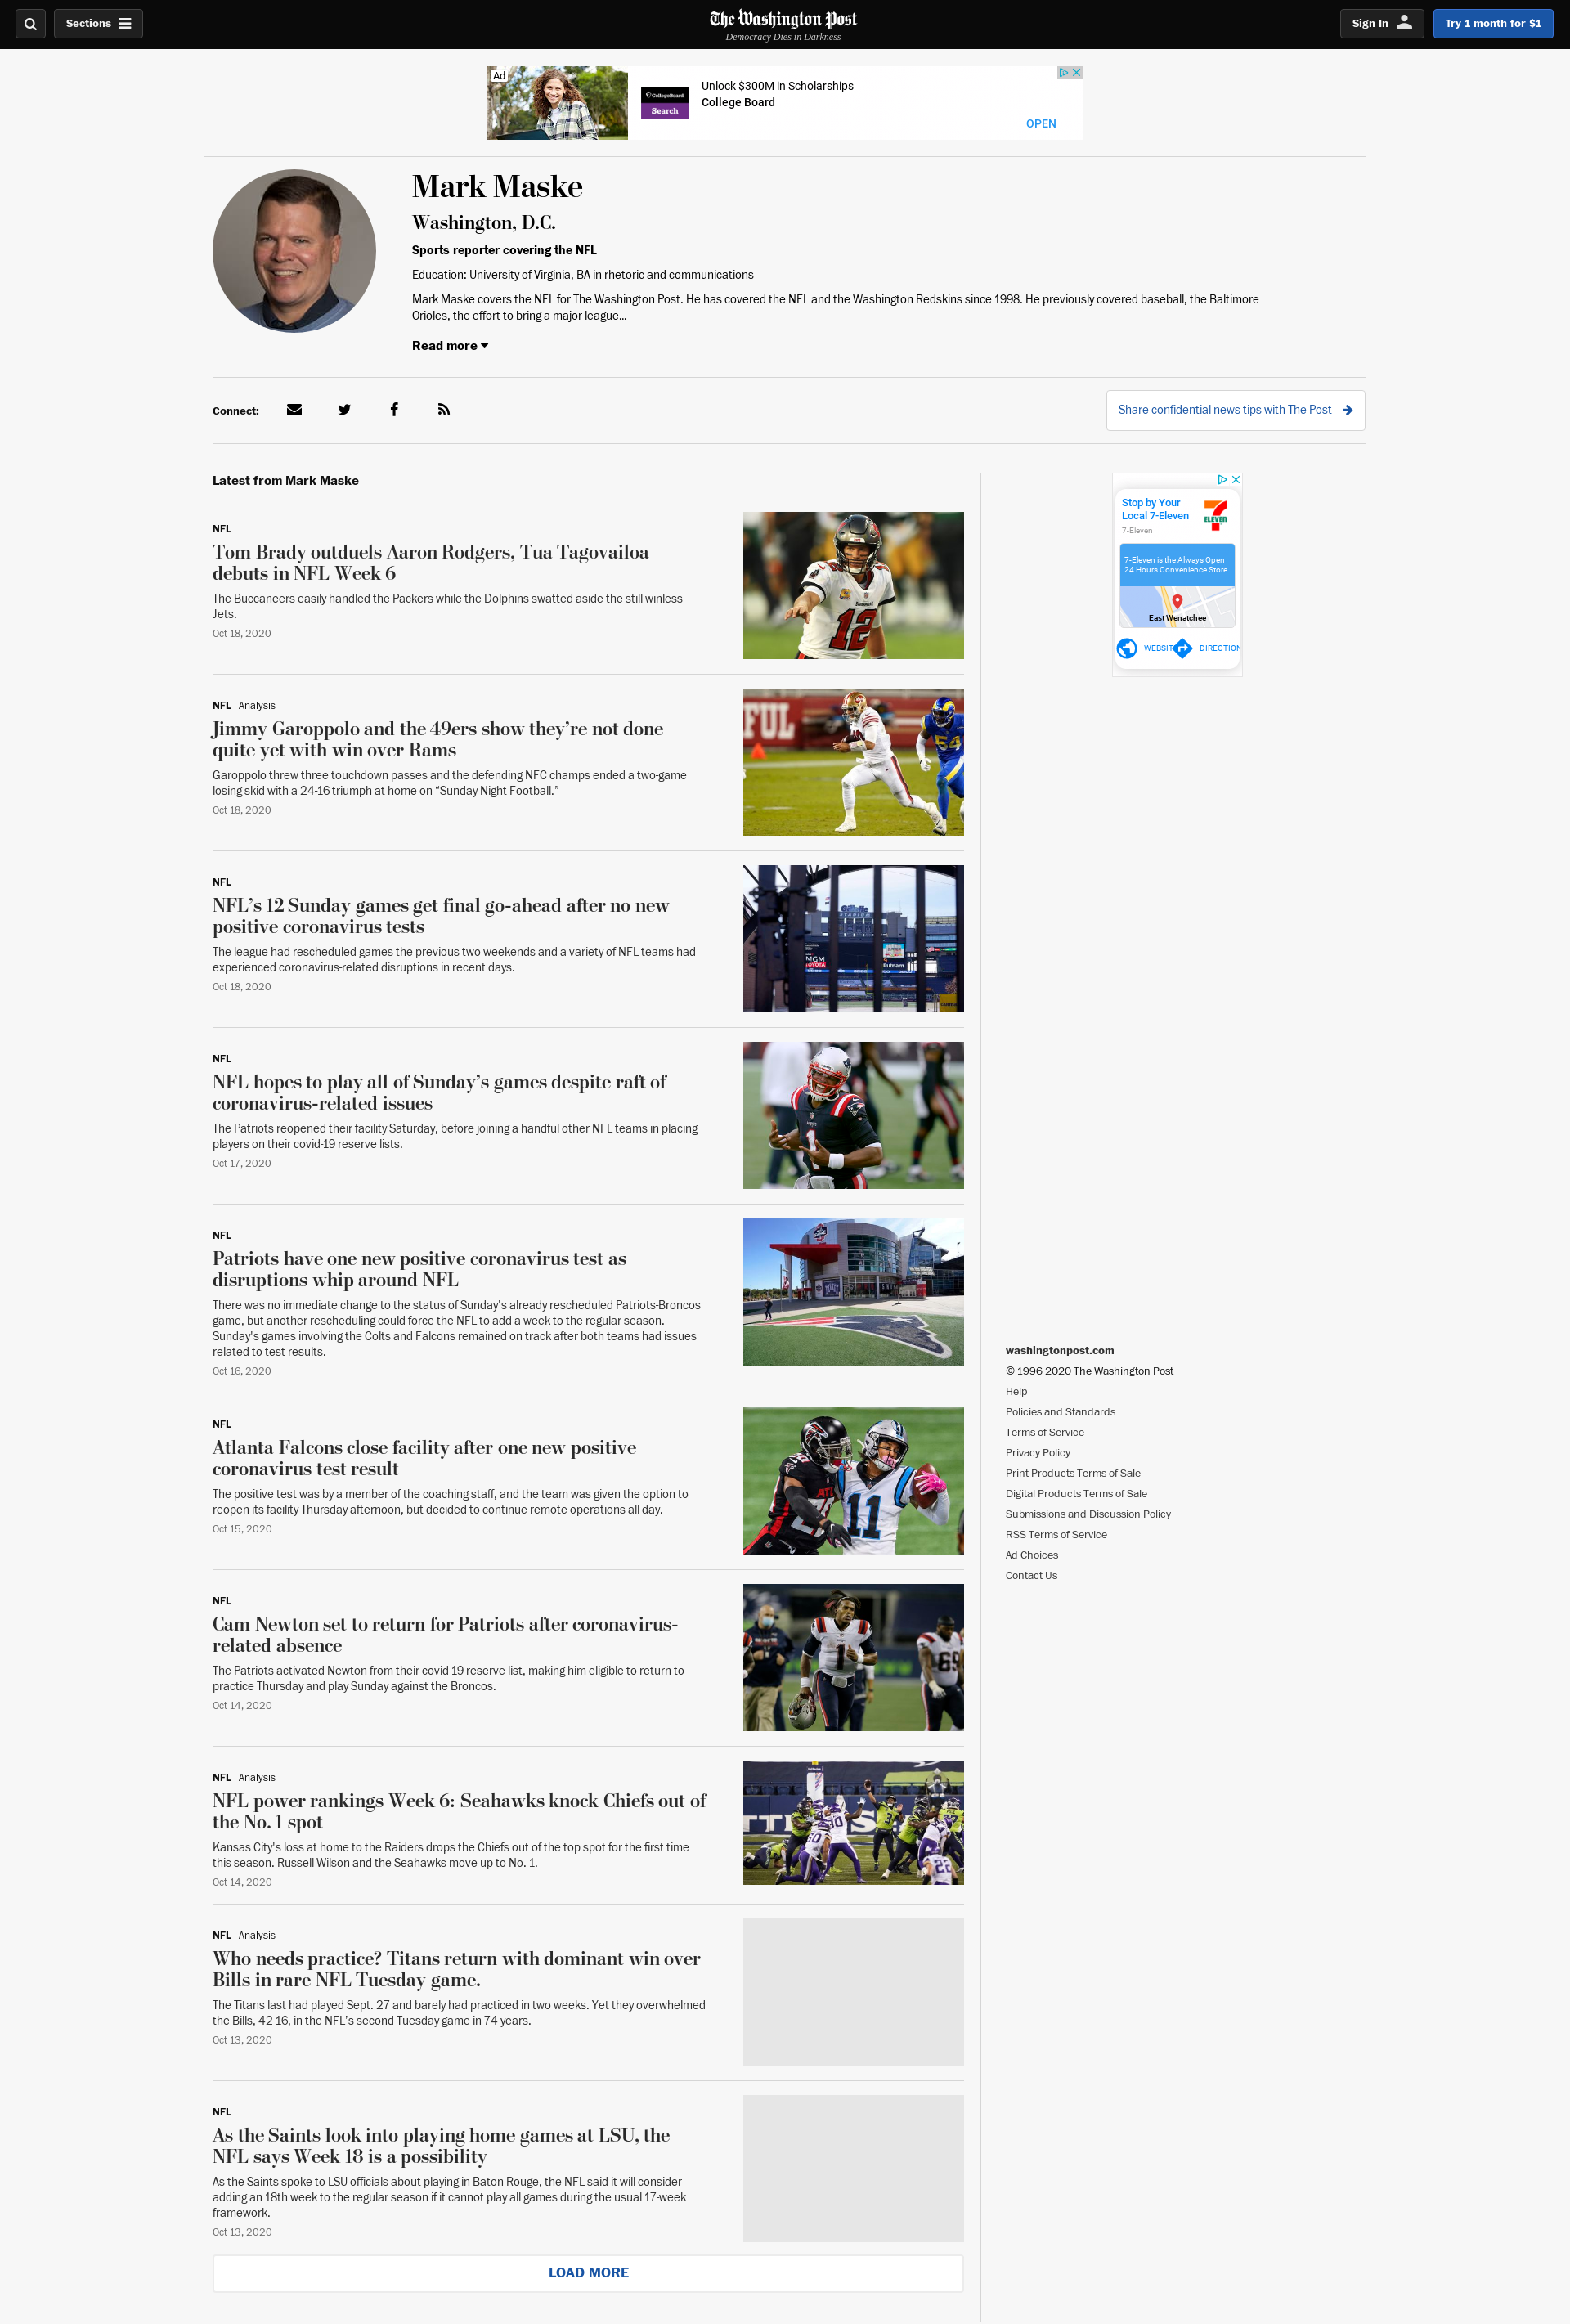 Sections
The Washington Post
Democracy Dies in Darkness
Sign In
Try 1 month for $1
Ad
CollegeBoard
Search
Unlock $300M in Scholarships
College Board
OPEN
Mark Maske
Washington, D.C.
Sports reporter covering the NFL
Education: University of Virginia, BA in rhetoric and communications
Mark Maske covers the NFL for The Washington Post. He has covered the NFL and the Washington Redskins since 1998. He previously covered baseball, the Baltimore
Orioles, the effort to bring a major league...
Read more
Connect:
Share confidential news tips with The Post
Latest from Mark Maske
NFL
Tom Brady outduels Aaron Rodgers, Tua Tagovailoa
debuts in NFL Week 6
The Buccaneers easily handled the Packers while the Dolphins swatted aside the still-winless
Jets.
Oct 18, 2020
12
NFL Analysis
Jimmy Garoppolo and the 49ers show they’re not done
quite yet with win over Rams
Garoppolo threw three touchdown passes and the defending NFC champs ended a two-game
losing skid with a 24-16 triumph at home on “Sunday Night Football.”
Oct 18, 2020
FUL
54
NFL
NFL’s 12 Sunday games get final go-ahead after no new
positive coronavirus tests
The league had rescheduled games the previous two weekends and a variety of NFL teams had
experienced coronavirus-related disruptions in recent days.
Oct 18, 2020
Gillette
STADIUM
MGM
TOYOTA
Putnam
NFL
NFL hopes to play all of Sunday’s games despite raft of
coronavirus-related issues
The Patriots reopened their facility Saturday, before joining a handful other NFL teams in placing
players on their covid-19 reserve lists.
Oct 17, 2020
1
NFL
Patriots have one new positive coronavirus test as
disruptions whip around NFL
There was no immediate change to the status of Sunday's already rescheduled Patriots-Broncos
game, but another rescheduling could force the NFL to add a week to the regular season.
Sunday's games involving the Colts and Falcons remained on track after both teams had issues
related to test results.
Oct 16, 2020
NFL
Atlanta Falcons close facility after one new positive
coronavirus test result
The positive test was by a member of the coaching staff, and the team was given the option to
reopen its facility Thursday afternoon, but decided to continue remote operations all day.
Oct 15, 2020
ATL
11
NFL
Cam Newton set to return for Patriots after coronavirus-
related absence
The Patriots activated Newton from their covid-19 reserve list, making him eligible to return to
practice Thursday and play Sunday against the Broncos.
Oct 14, 2020
1
65
NFL Analysis
NFL power rankings Week 6: Seahawks knock Chiefs out of
the No. 1 spot
Kansas City's loss at home to the Raiders drops the Chiefs out of the top spot for the first time
this season. Russell Wilson and the Seahawks move up to No. 1.
Oct 14, 2020
3
22
NFL Analysis
Who needs practice? Titans return with dominant win over
Bills in rare NFL Tuesday game.
The Titans last had played Sept. 27 and barely had practiced in two weeks. Yet they overwhelmed
the Bills, 42-16, in the NFL's second Tuesday game in 74 years.
Oct 13, 2020
NFL
As the Saints look into playing home games at LSU, the
NFL says Week 18 is a possibility
As the Saints spoke to LSU officials about playing in Baton Rouge, the NFL said it will consider
adding an 18th week to the regular season if it cannot play all games during the usual 17-week
framework.
Oct 13, 2020
LOAD MORE
Stop by Your
Local 7-Eleven
7-Eleven
7 ELEVEN
7-Eleven is the Always Open
24 Hours Convenience Store.
East Wenatchee
WEBSIT
DIRECTION
washingtonpost.com
© 1996-2020 The Washington Post
Help
Policies and Standards
Terms of Service
Privacy Policy
Print Products Terms of Sale
Digital Products Terms of Sale
Submissions and Discussion Policy
RSS Terms of Service
Ad Choices
Contact Us